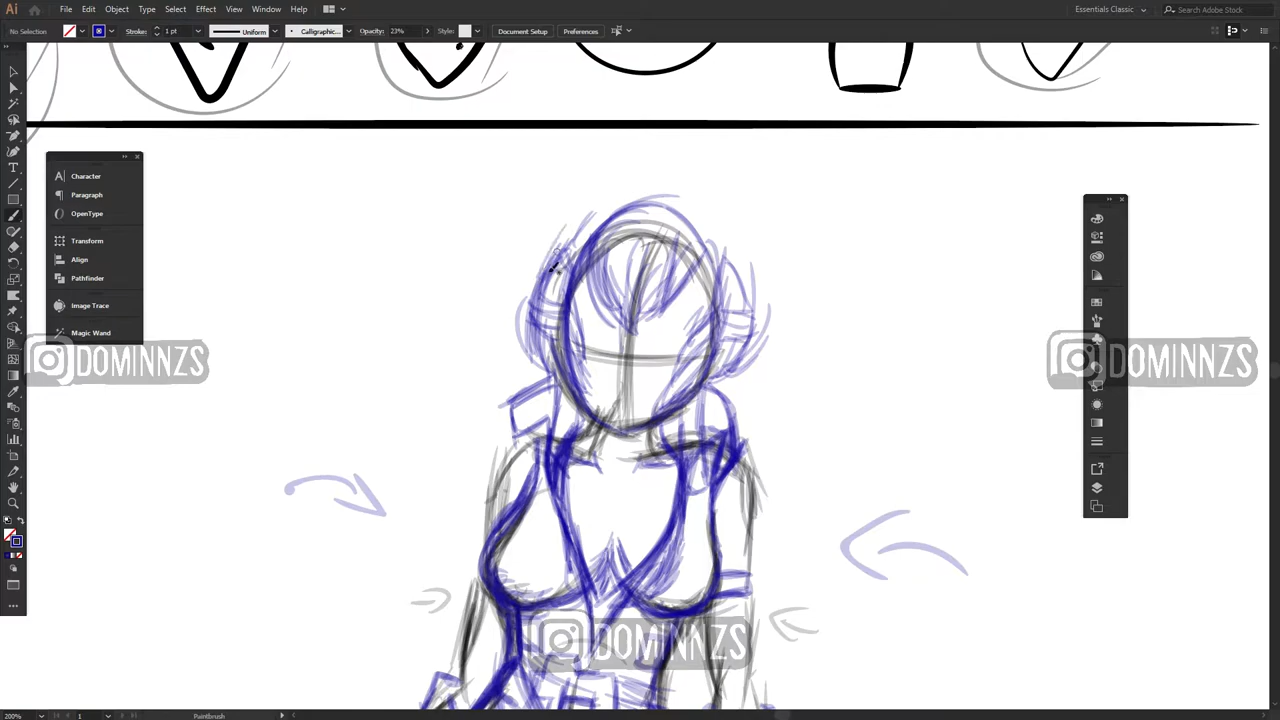 Ai File Edit Object Type Select Effect View Window Help Essentials Classic Search Adobe Stock
No Selection Stroke: 1 pt Uniform Calligraphic... Opacity: 23% Style: Document Setup Preferences
Character
Paragraph
OpenType
Transform
Align
Pathfinder
Image Trace
Magic Wand
DOMINNZS
DOMINNZS
DOMINNZS
200% 1 Paintbrush